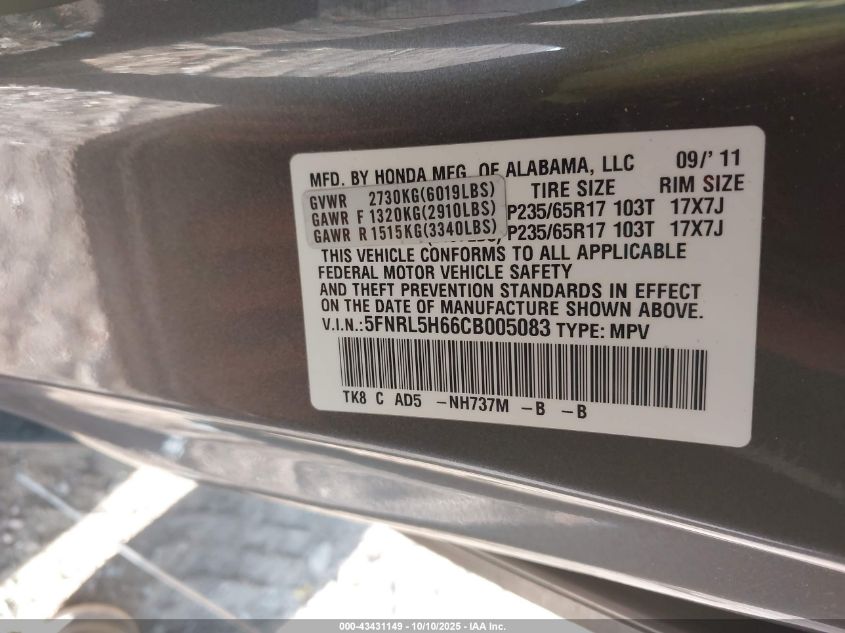 MFD. BY HONDA MFG. OF ALABAMA, LLC 09/'11
GVWR 2730KG(6019LBS) TIRE SIZE RIM SIZE
GAWR F 1320KG(2910LBS) P235/65R17 103T 17X7J
GAWR R 1515KG(3340LBS) P235/65R17 103T 17X7J
THIS VEHICLE CONFORMS TO ALL APPLICABLE
FEDERAL MOTOR VEHICLE SAFETY
AND THEFT PREVENTION STANDARDS IN EFFECT
ON THE DATE OF MANUFACTURE SHOWN ABOVE.
V.I.N.:5FNRL5H66CB005083 TYPE: MPV
TK8 C AD5 -NH737M -B -B
000-43431149 - 10/10/2025 - IAA Inc.